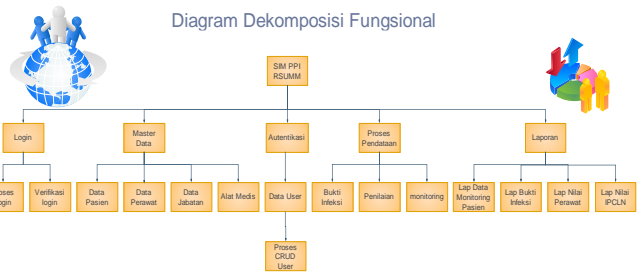 Diagram Dekomposisi Fungsional
SIM PPI
RSUMM
Login
Master
Data
Autentikasi
Proses
Pendataan
Laporan
Verifikasi
login
Data
Pasien
Data
Perawat
Data
Jabatan
Alat Medis
Data User
Bukti
Infeksi
Penilaian
monitoring
Lap Data
Monitoring
Pasien
Lap Bukti
Infeksi
Lap Nilai
Perawat
Lap Nilai
IPCLN
Proses
CRUD
User